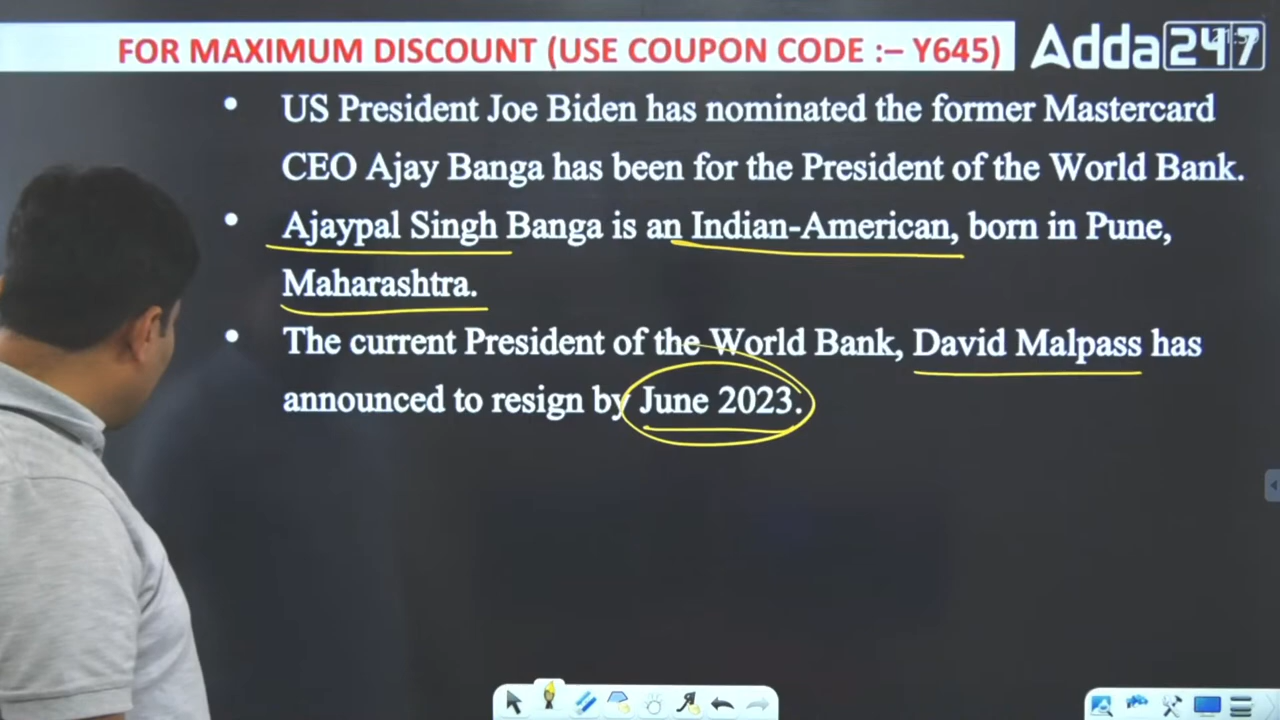 FOR MAXIMUM DISCOUNT (USE COUPON CODE :– Y645)
Adda247
• US President Joe Biden has nominated the former Mastercard
CEO Ajay Banga has been for the President of the World Bank.
• Ajaypal Singh Banga is an Indian-American, born in Pune,
Maharashtra.
• The current President of the World Bank, David Malpass has
announced to resign by June 2023.